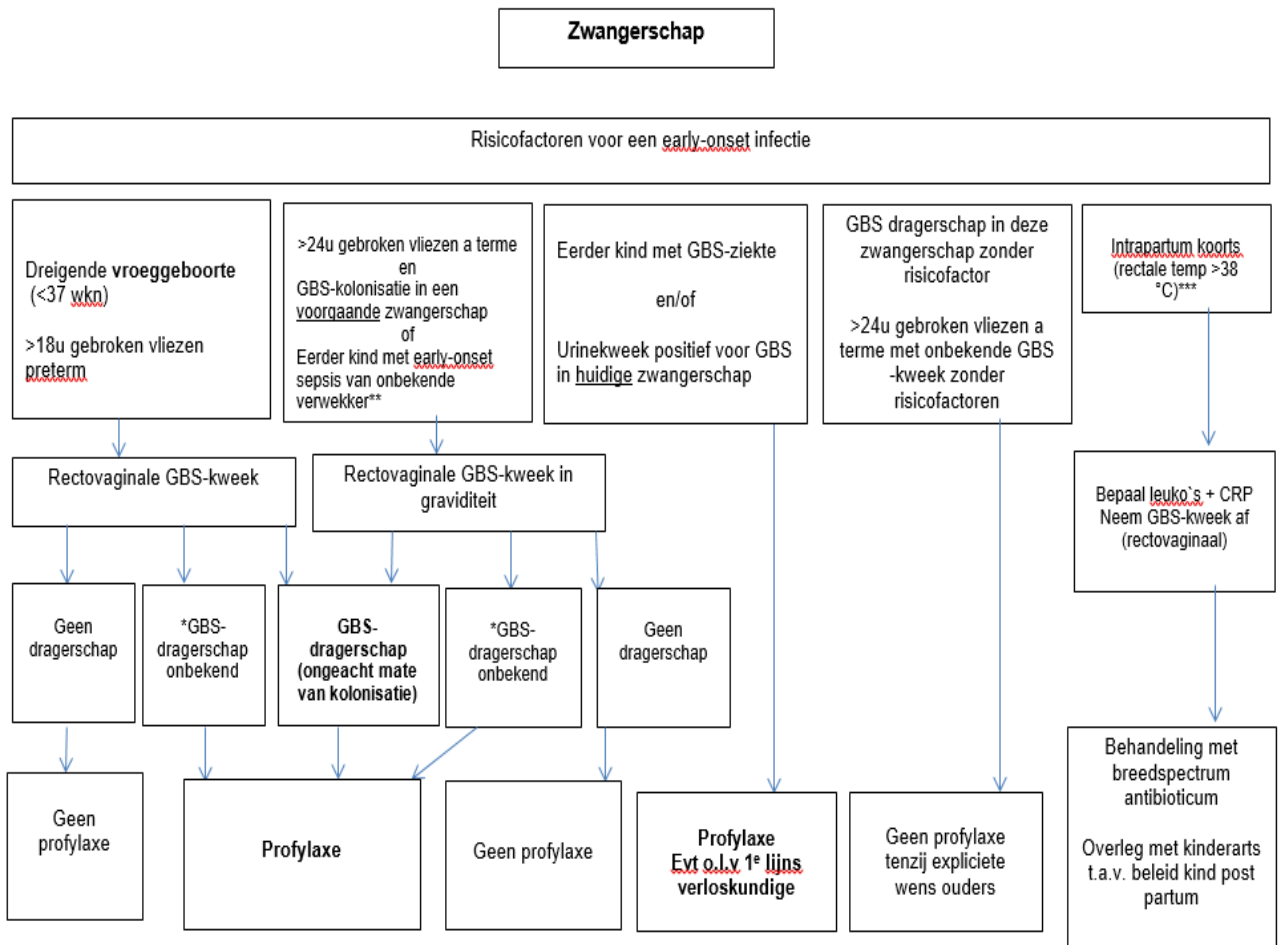 Zwangerschap
Risicofactoren voor een early-onset infectie
Dreigende vroeggeboorte
(<37 wkn)
>18u gebroken vliezen
preterm
>24u gebroken vliezen a terme
en
GBS-kolonisatie in een
voorgaande zwangerschap
of
Eerder kind met early-onset
sepsis van onbekende
verwekker**
Eerder kind met GBS-ziekte
en/of
Urinekweek positief voor GBS
in huidige zwangerschap
GBS dragerschap in deze
zwangerschap zonder
risicofactor
>24u gebroken vliezen a
terme met onbekende GBS
-kweek zonder
risicofactoren
Intrapartum koorts
(rectale temp >38
°C)***
Rectovaginale GBS-kweek
Rectovaginale GBS-kweek in
graviditeit
Bepaal leuko`s + CRP
Neem GBS-kweek af
(rectovaginaal)
Geen
dragerschap
*GBS-
dragerschap
onbekend
GBS-
dragerschap
(ongeacht mate
van kolonisatie)
*GBS-
dragerschap
onbekend
Geen
dragerschap
Geen
profylaxe
Profylaxe
Geen profylaxe
Profylaxe
Evt o.l.v 1e lijns
verloskundige
Geen profylaxe
tenzij expliciete
wens ouders
Behandeling met
breedspectrum
antibioticum
Overleg met kinderarts
t.a.v. beleid kind post
partum